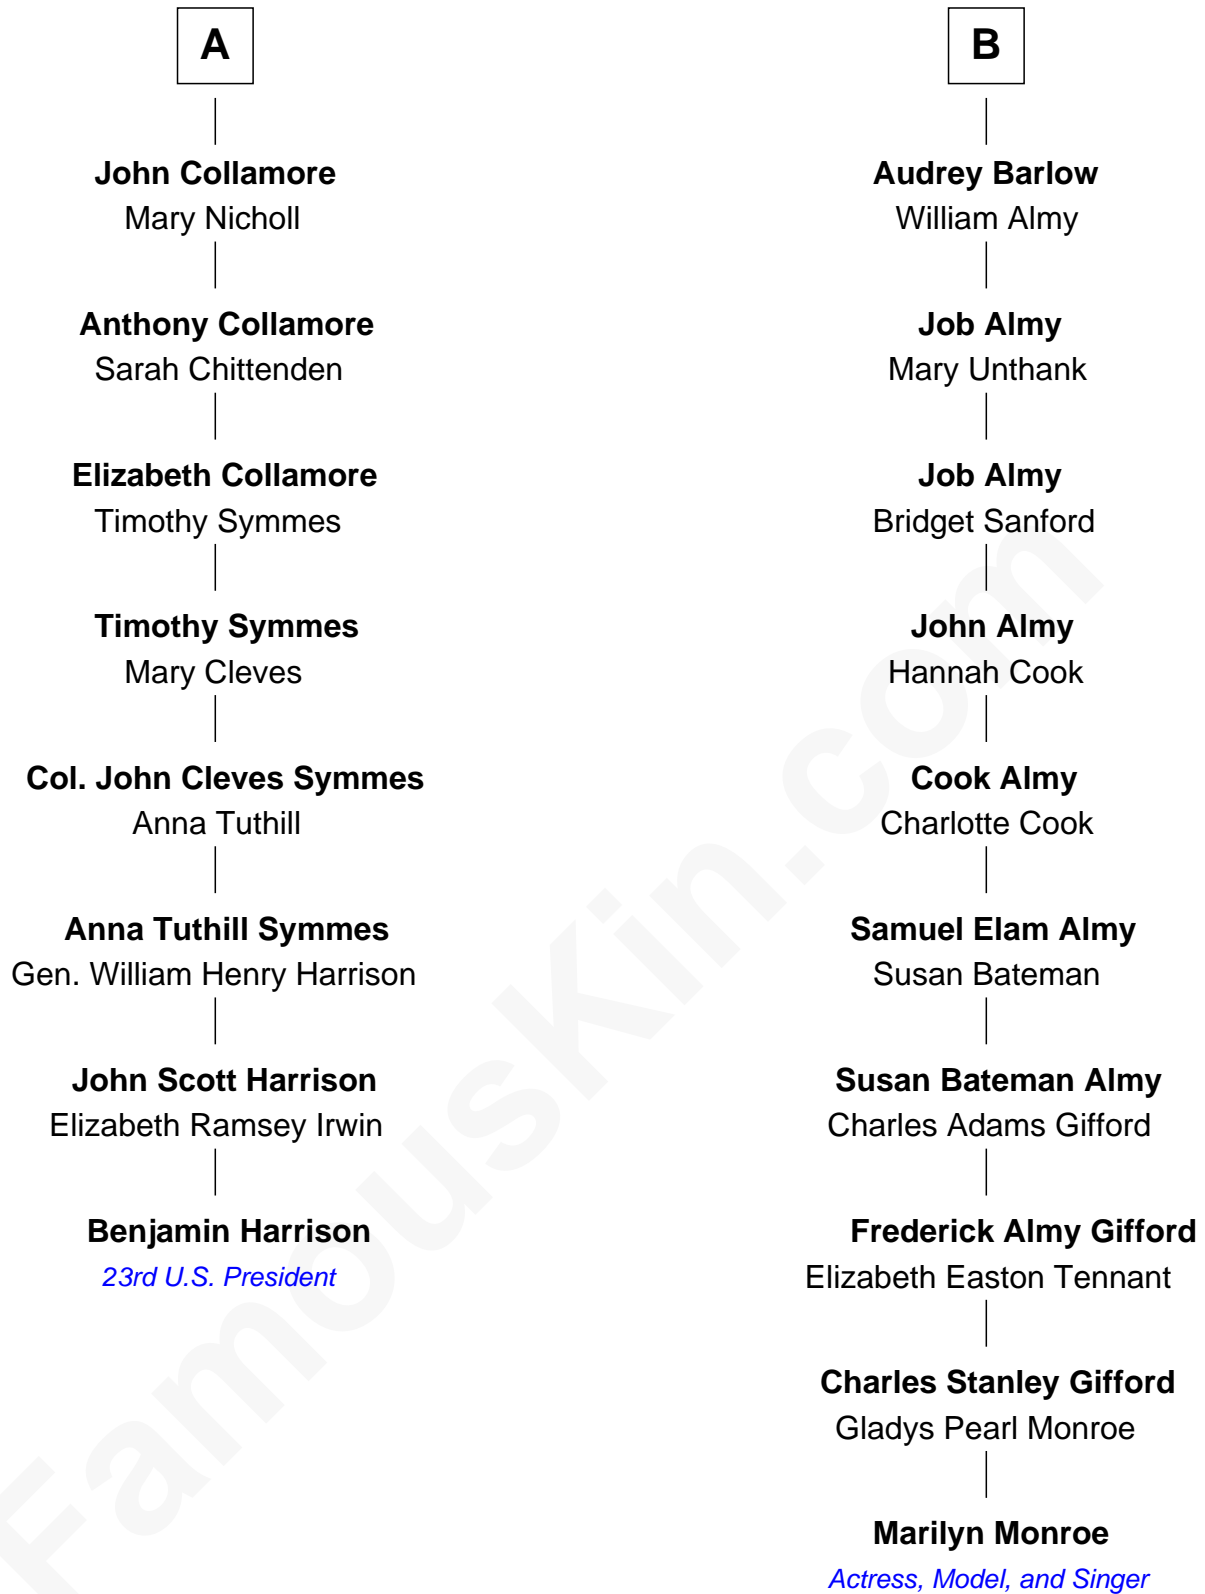 A
John Collamore
Mary Nicholl
Anthony Collamore
Sarah Chittenden
Elizabeth Collamore
Timothy Symmes
Timothy Symmes
Mary Cleves
Col. John Cleves Symmes
Anna Tuthill
Anna Tuthill Symmes
Gen. William Henry Harrison
John Scott Harrison
Elizabeth Ramsey Irwin
Benjamin Harrison
23rd U.S. President
B
Audrey Barlow
William Almy
Job Almy
Mary Unthank
Job Almy
Bridget Sanford
John Almy
Hannah Cook
Cook Almy
Charlotte Cook
Samuel Elam Almy
Susan Bateman
Susan Bateman Almy
Charles Adams Gifford
Frederick Almy Gifford
Elizabeth Easton Tennant
Charles Stanley Gifford
Gladys Pearl Monroe
Marilyn Monroe
Actress, Model, and Singer
FamousKin.com